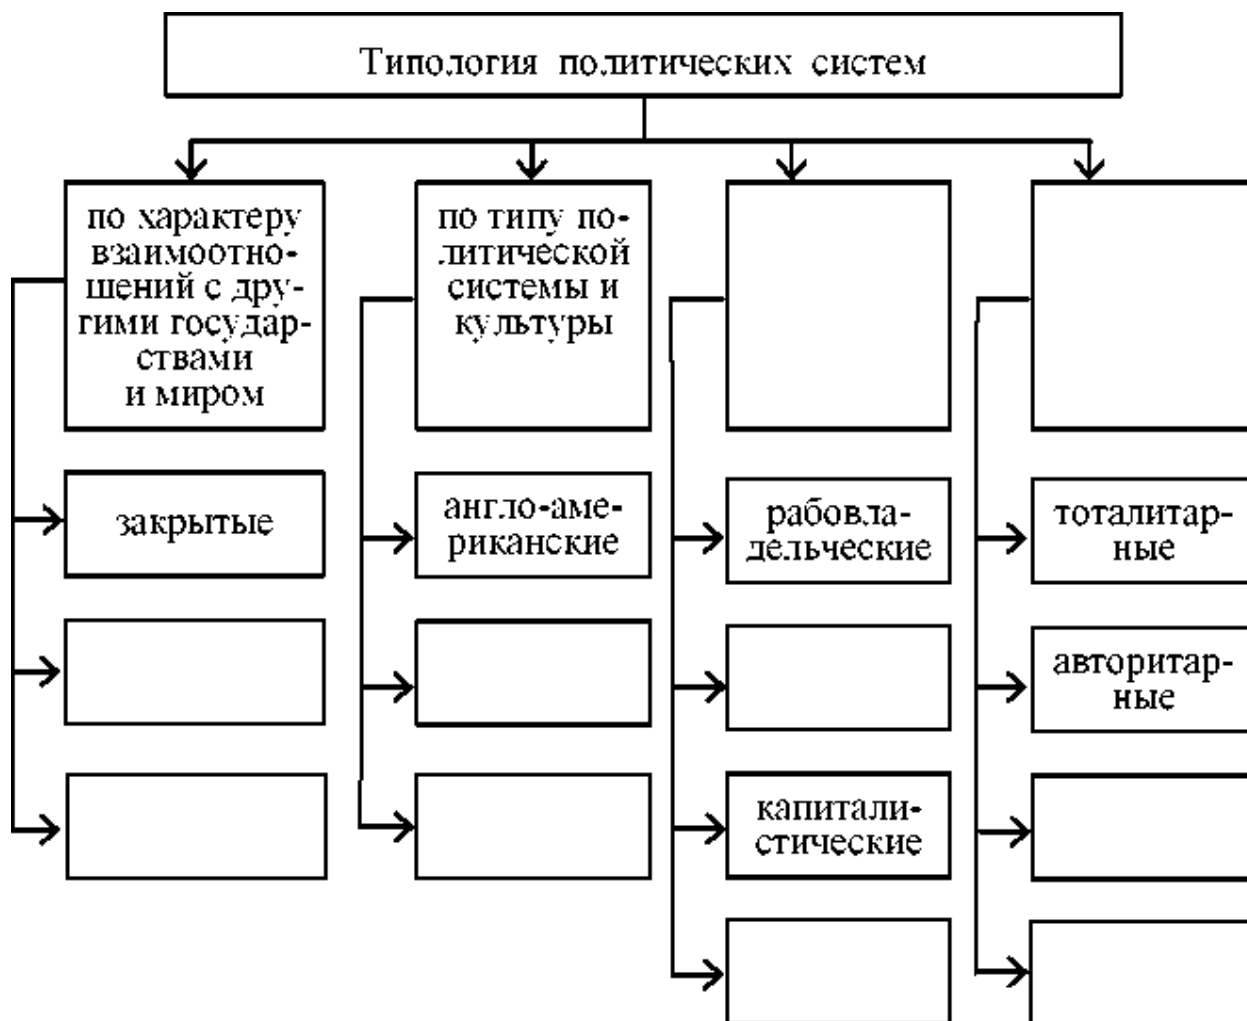 Типология политических систем
по характеру
взаимоотно-
шений с дру-
гими государ-
ствами
и миром
по типу по-
литической
системы и
культуры
закрытые
англо-аме-
риканские
рабовла-
дельческие
тоталитар-
ные
авторитар-
ные
капитали-
стические